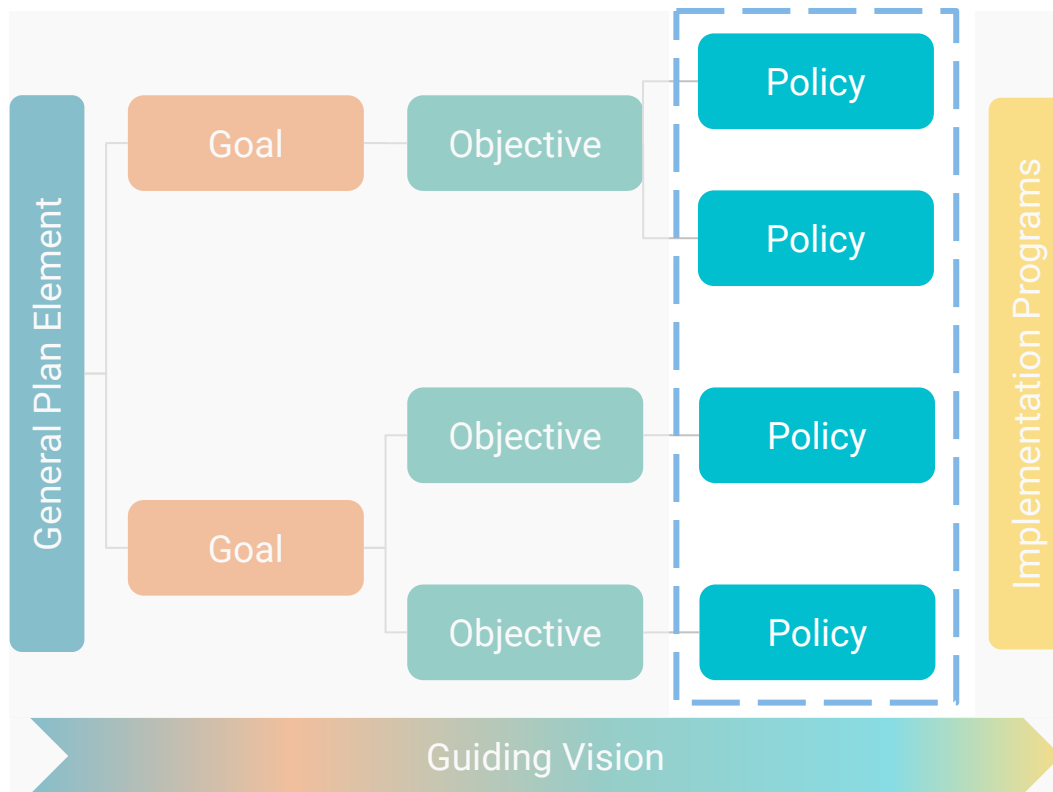 General Plan Element
Goal
Objective
Policy
Policy
Goal
Objective
Policy
Objective
Policy
Implementation Programs
Guiding Vision